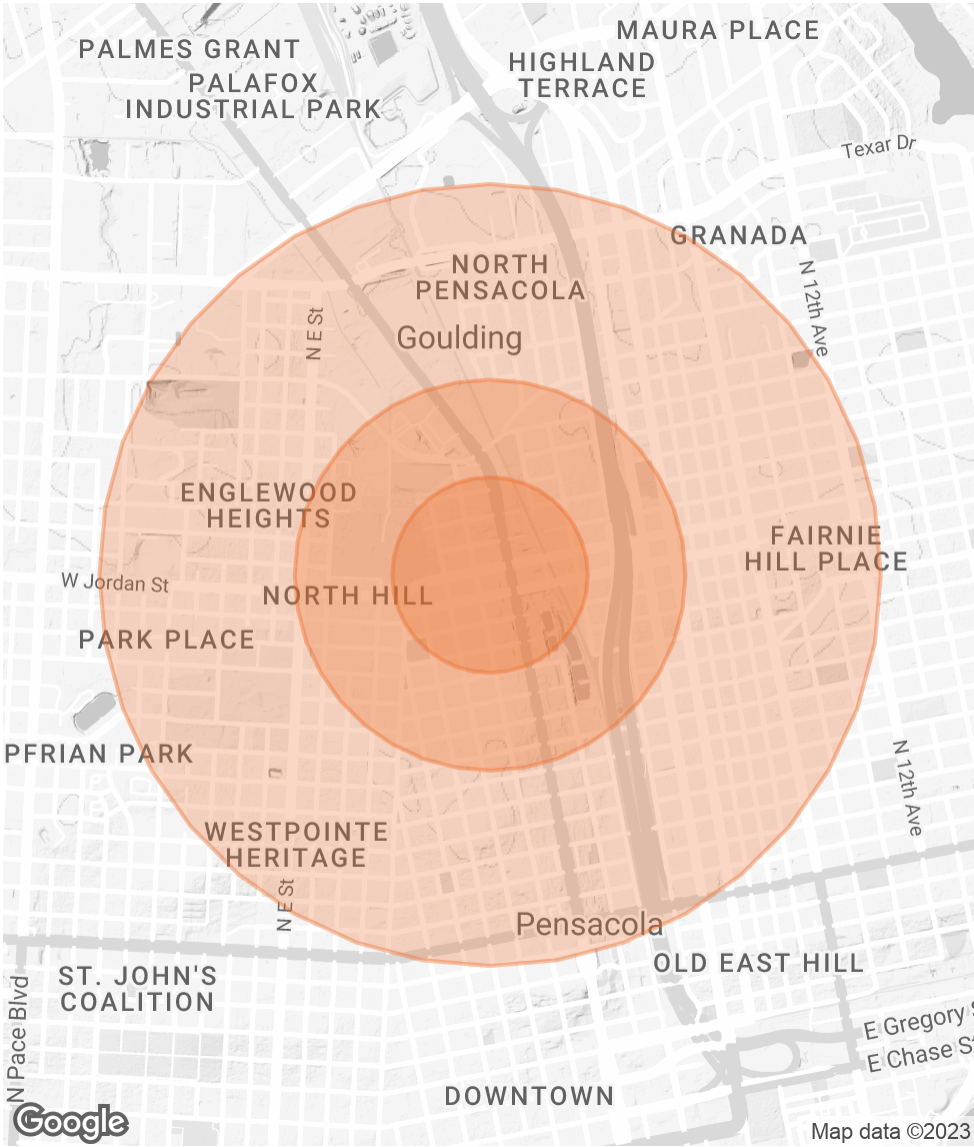 MAURA PLACE
PALMES GRANT
HIGHLAND
TERRACE
PALAFOX
INDUSTRIAL PARK
Texar Dr
GRANADA
NORTH
PENSACOLA
N 12th Ave
N E St
Goulding
ENGLEWOOD
HEIGHTS
FAIRNIE
HILL PLACE
W Jordan St
NORTH HILL
PARK PLACE
PFRIAN PARK
N 12th Ave
WESTPOINTE
HERITAGE
N E St
Pensacola
OLD EAST HILL
ST. JOHN'S
COALITION
N Pace Blvd
E Gregory S
E Chase S
DOWNTOWN
Google
Map data ©2023